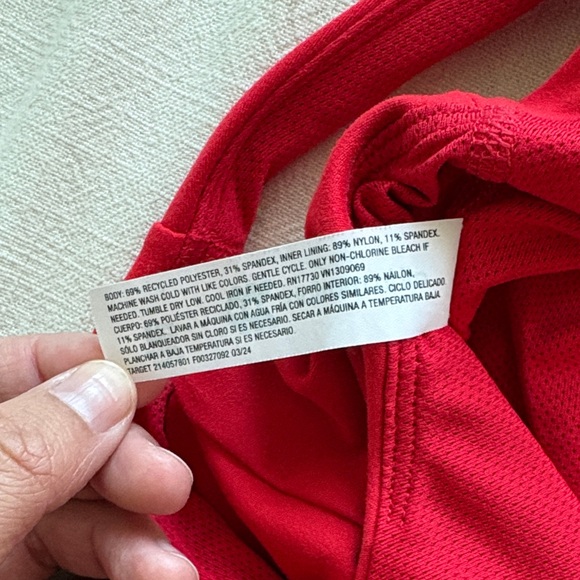 BODY: 69% RECYCLED POLYESTER, 31% SPANDEX, INNER LINING: 89% NYLON, 11% SPANDEX.
MACHINE WASH COLD WITH LIKE COLORS. GENTLE CYCLE. ONLY NON-CHLORINE BLEACH IF
NEEDED. TUMBLE DRY LOW. COOL IRON IF NEEDED. RN17730 VN1309069
CUERPO: 69% POLIÉSTER RECICLADO, 31% SPANDEX, FORRO INTERIOR: 89% NAILON,
11% SPANDEX. LAVAR A MÁQUINA CON AGUA FRÍA CON COLORES SIMILARES. CICLO DELICADO.
SÓLO BLANQUEADOR SIN CLORO SI ES NECESARIO. SECAR A MÁQUINA A TEMPERATURA BAJA.
PLANCHAR A BAJA TEMPERATURA SI ES NECESARIO.
TARGET 214057801 F00327092 03/24